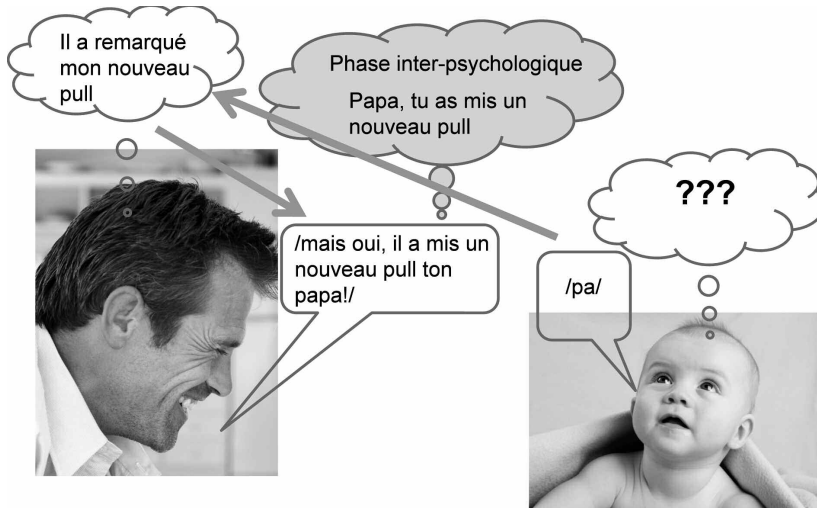 Il a remarqué
mon nouveau
pull
Phase inter-psychologique
Papa, tu as mis un
nouveau pull
???
/mais oui, il a mis un
nouveau pull ton
papa!/
/pa/